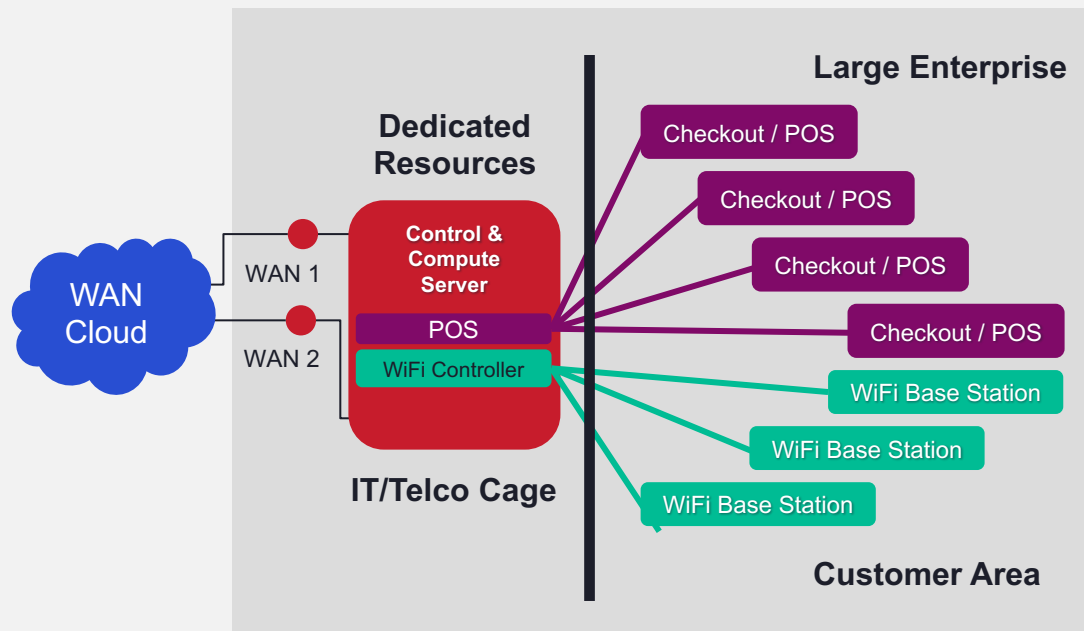 Large Enterprise
Dedicated
Resources
Checkout / POS
Checkout / POS
Checkout / POS
Checkout / POS
Control &
Compute
Server
POS
WiFi Controller
WAN
Cloud
WAN 1
WAN 2
WiFi Base Station
WiFi Base Station
WiFi Base Station
IT/Telco Cage
Customer Area